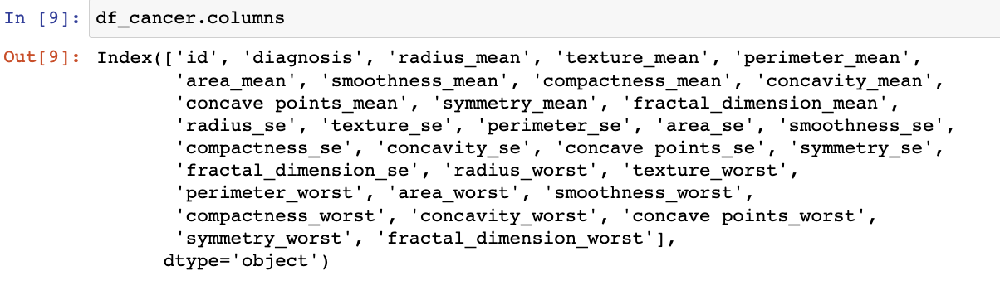 In [9]: df_cancer.columns
Out[9]: Index(['id', 'diagnosis', 'radius_mean', 'texture_mean', 'perimeter_mean',
'area_mean', 'smoothness_mean', 'compactness_mean', 'concavity_mean',
'concave points_mean', 'symmetry_mean', 'fractal_dimension_mean',
'radius_se', 'texture_se', 'perimeter_se', 'area_se', 'smoothness_se',
'compactness_se', 'concavity_se', 'concave points_se', 'symmetry_se',
'fractal_dimension_se', 'radius_worst', 'texture_worst',
'perimeter_worst', 'area_worst', 'smoothness_worst',
'compactness_worst', 'concavity_worst', 'concave points_worst',
'symmetry_worst', 'fractal_dimension_worst'],
dtype='object')